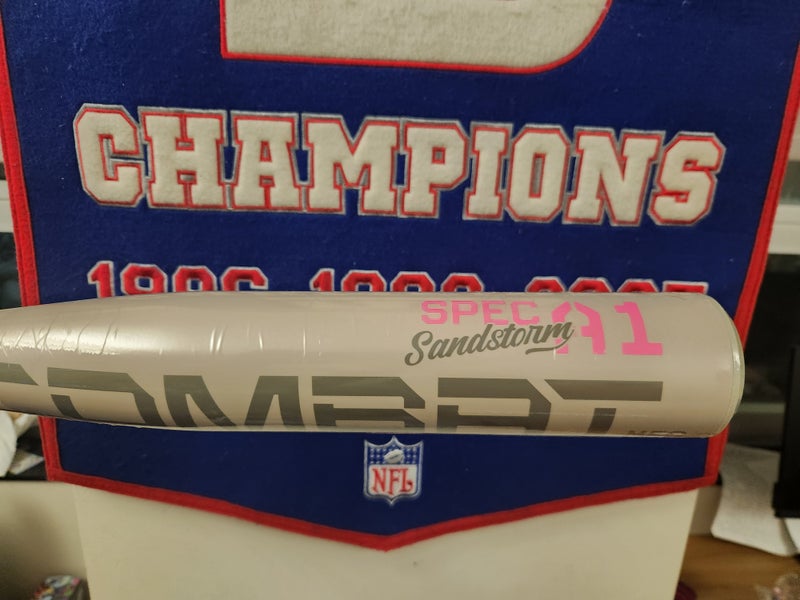 CHAMPIONS
SPEC A1
Sandstorm
COMBAT
NFL